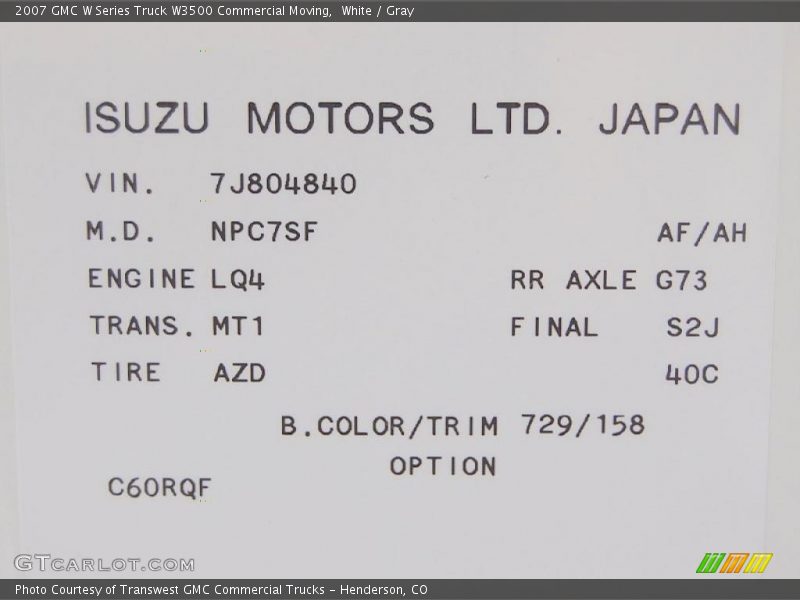 2007 GMC W Series Truck W3500 Commercial Moving, White / Gray
ISUZU MOTORS LTD. JAPAN
VIN. 7J804840
M.D. NPC7SF AF/AH
ENGINE LQ4 RR AXLE G73
TRANS. MT1 FINAL S2J
TIRE AZD 40C
B.COLOR/TRIM 729/158
OPTION
C60RQF
GTCARLOT.COM
Photo Courtesy of Transwest GMC Commercial Trucks - Henderson, CO